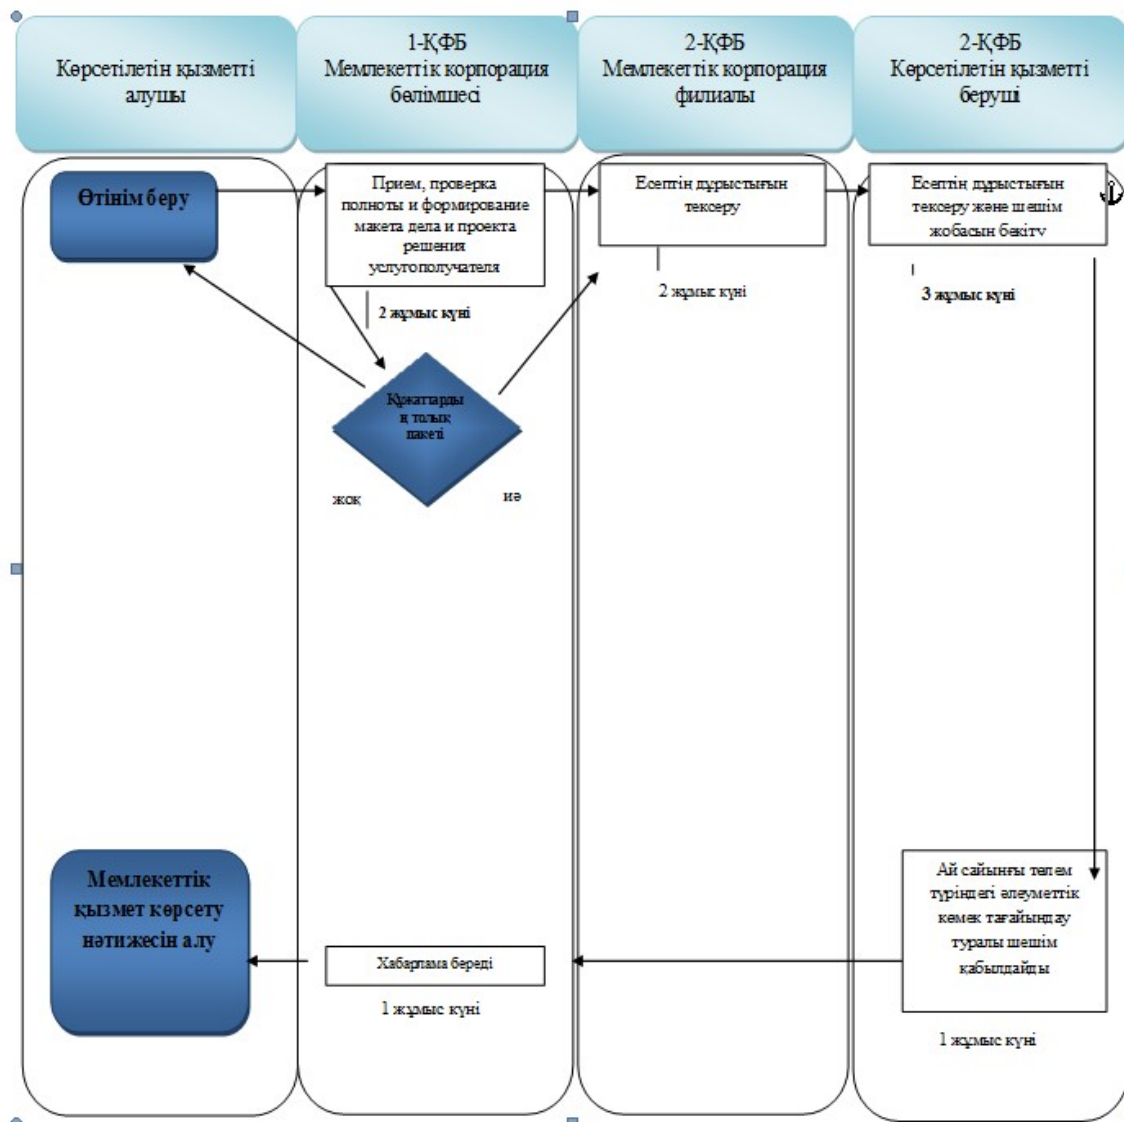 Көрсетілетін қызметті
алушы
1-ҚФБ
Мемлекеттік корпорация
бөлімшесі
2-ҚФБ
Мемлекеттік корпорация
филиалы
2-ҚФБ
Көрсетілетін қызметті
беруші
Өтінім беру
Прием, проверка
полноты и формирование
макета дела и проекта
решения
услугополучателя
Есептің дұрыстығын
тексеру
Есептің дұрыстығын
тексеру және шешім
жобасын бекіту
2 жұмыс күні
2 жұмыс күні
3 жұмыс күні
Құжаттарды
ң толық
пакеті
жоқ
иә
Мемлекеттік
қызмет көрсету
нәтижесін алу
Хабарлама береді
1 жұмыс күні
Ай сайынғы төлем
түріндегі әлеуметтік
көмек тағайындау
туралы шешім
қабылдайды
1 жұмыс күні